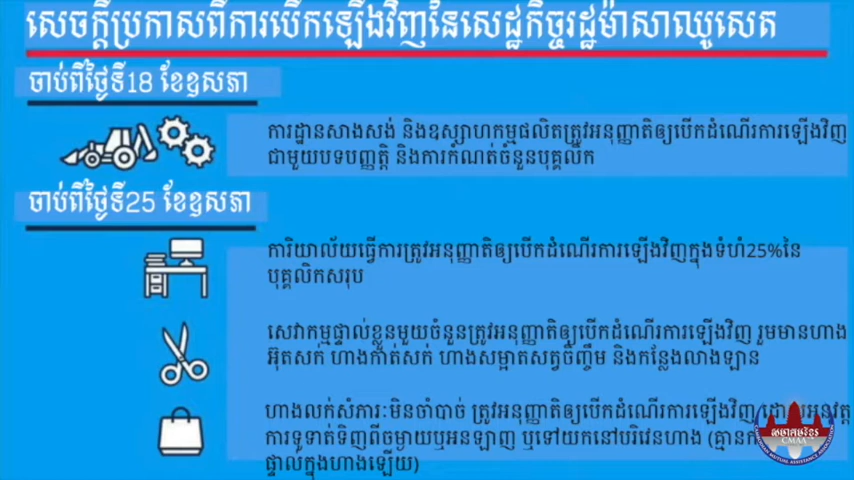 សេចក្តីប្រកាសពីការបើកឡើងវិញនៃសេដ្ឋកិច្ចរដ្ឋម៉ាសាឈូសេត
ចាប់ពីថ្ងៃទី18 ខែឧសភា
ការដ្ឋានសាងសង់ និងឧស្សាហកម្មផលិតត្រូវអនុញ្ញាតិឲ្យបើកដំណើរការឡើងវិញ
ជាមួយបទបញ្ញត្តិ និងការកំណត់ចំនួនបុគ្គលិក
ចាប់ពីថ្ងៃទី25 ខែឧសភា
ការិយាល័យធ្វើការត្រូវអនុញ្ញាតិឲ្យបើកដំណើរការឡើងវិញក្នុងទំហំ25%នៃ
បុគ្គលិកសរុប
សេវាកម្មផ្ទាល់ខ្លួនមួយចំនួនត្រូវអនុញ្ញាតិឲ្យបើកដំណើរការឡើងវិញ រួមមានហាង
អ៊ុតសក់ ហាងកាត់សក់ ហាងសម្អាតសត្វចិញ្ចឹម និងកន្លែងលាងឡាន
ហាងលក់សំភារៈមិនចាំបាច់ ត្រូវអនុញ្ញាតិឲ្យបើកដំណើរការឡើងវិញ ដោយអនុវត្ត
ការទូទាត់ទិញពីចម្ងាយឬអនឡាញ ឬទៅយកនៅបរិវេនហាង (គ្មានក
ផ្ទាល់ក្នុងហាងឡើយ)
សមាគមខ្មែរ
CMAA
CAMBODIAN MUTUAL ASSISTANCE ASSOCIATION